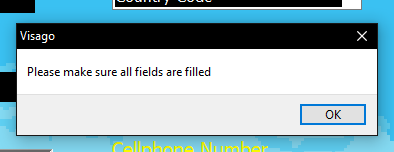 Country Code
Visago
Please make sure all fields are filled
OK
Cellphone Number